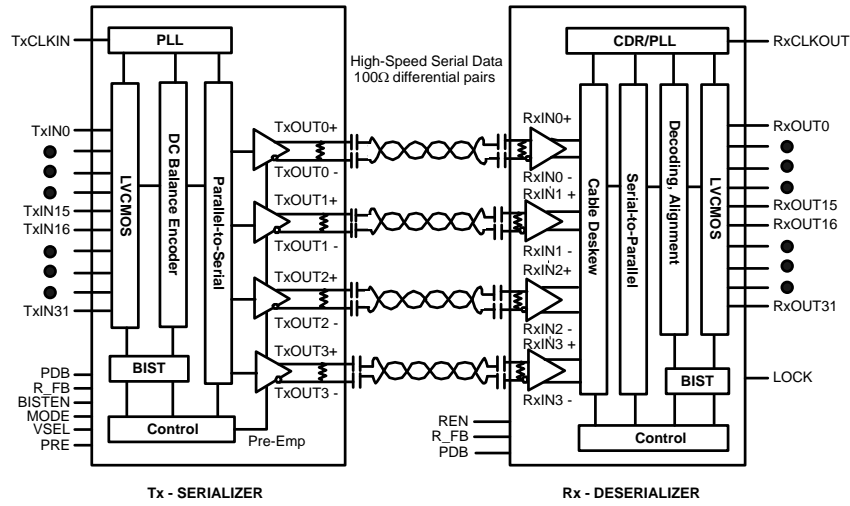 TxCLKIN
PLL
High-Speed Serial Data
100Ω differential pairs
CDR/PLL
RxCLKOUT
TxIN0
TxIN15
TxIN16
TxIN31
LVCMOS
DC Balance Encoder
Parallel-to-Serial
TxOUT0+
TxOUT0 -
TxOUT1+
TxOUT1 -
TxOUT2+
TxOUT2 -
TxOUT3+
TxOUT3 -
BIST
Control
Pre-Emp
PDB
R_FB
BISTEN
MODE
VSEL
PRE
Tx - SERIALIZER
RxIN0+
RxIN0 -
RxIN1 +
RxIN1 -
RxIN2+
RxIN2 -
RxIN3 +
RxIN3 -
Cable Deskew
Serial-to-Parallel
Decoding, Alignment
LVCMOS
RxOUT0
RxOUT15
RxOUT16
RxOUT31
BIST
LOCK
Control
REN
R_FB
PDB
Rx - DESERIALIZER